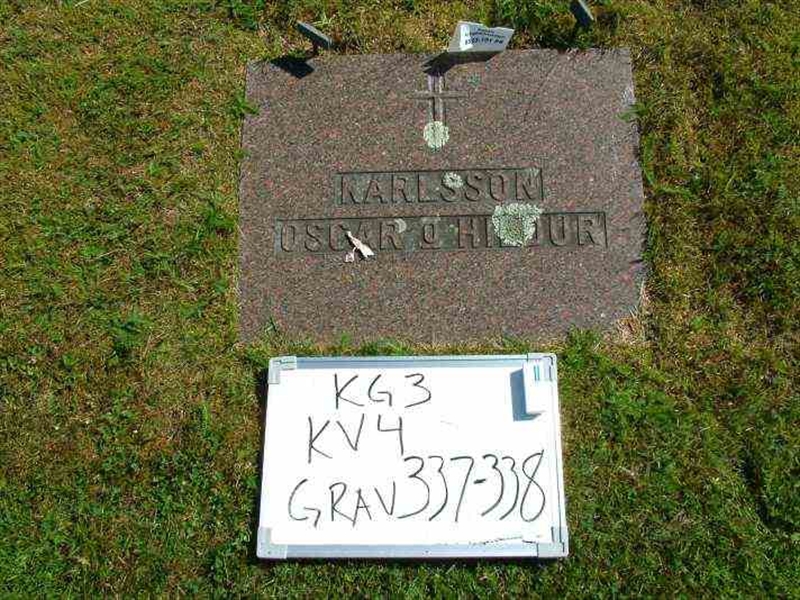 KARLSSON
OSCAR O HILDUR
KG3
KV4
GRAV 337-338